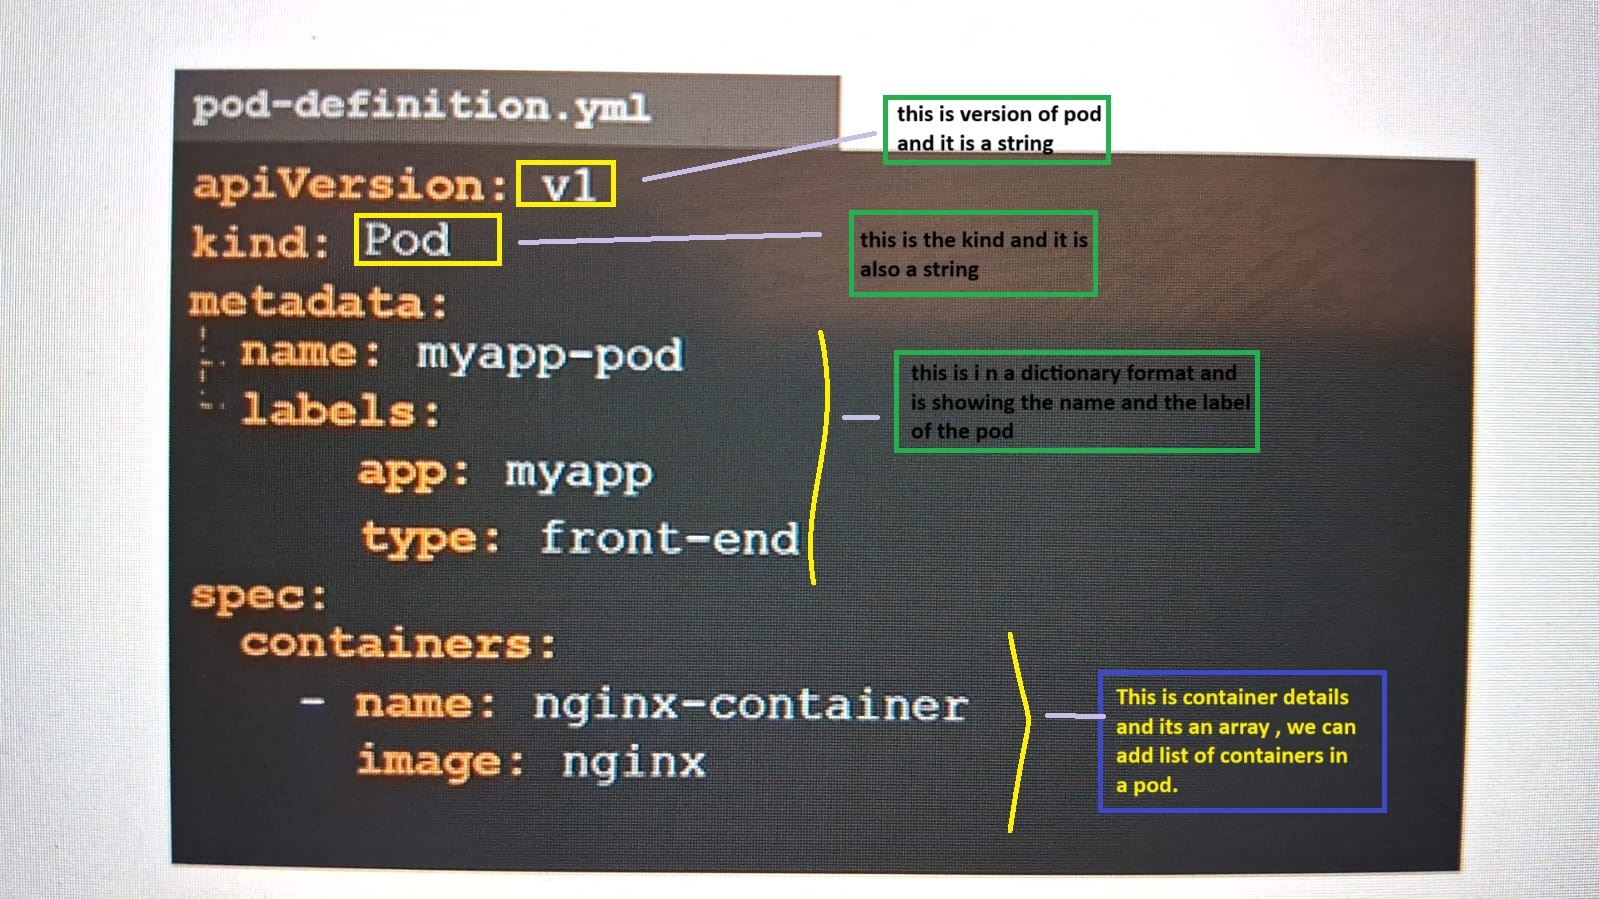 pod-definition.yml
this is version of pod
and it is a string
apiVersion: v1
kind: Pod
this is the kind and it is
also a string
metadata:
name: myapp-pod
labels:
app: myapp
type: front-end
this is i n a dictionary format and
is showing the name and the label
of the pod
spec:
containers:
- name: nginx-container
image: nginx
This is container details
and its an array , we can
add list of containers in
a pod.